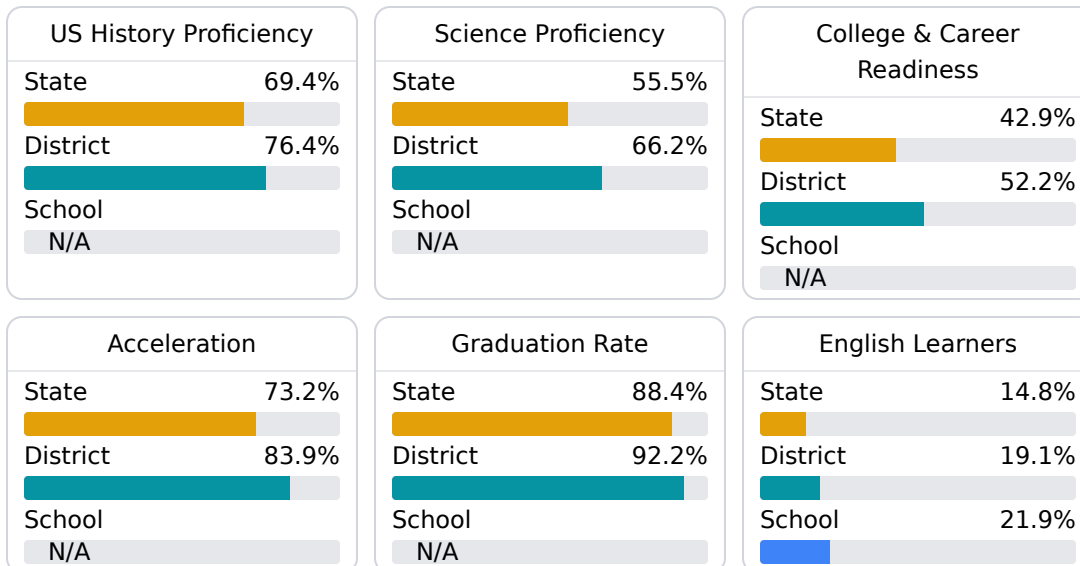 US History Proficiency
State 69.4%
District 76.4%
School
N/A
Science Proficiency
State 55.5%
District 66.2%
School
N/A
College & Career
Readiness
State 42.9%
District 52.2%
School
N/A
Acceleration
State 73.2%
District 83.9%
School
N/A
Graduation Rate
State 88.4%
District 92.2%
School
N/A
English Learners
State 14.8%
District 19.1%
School 21.9%